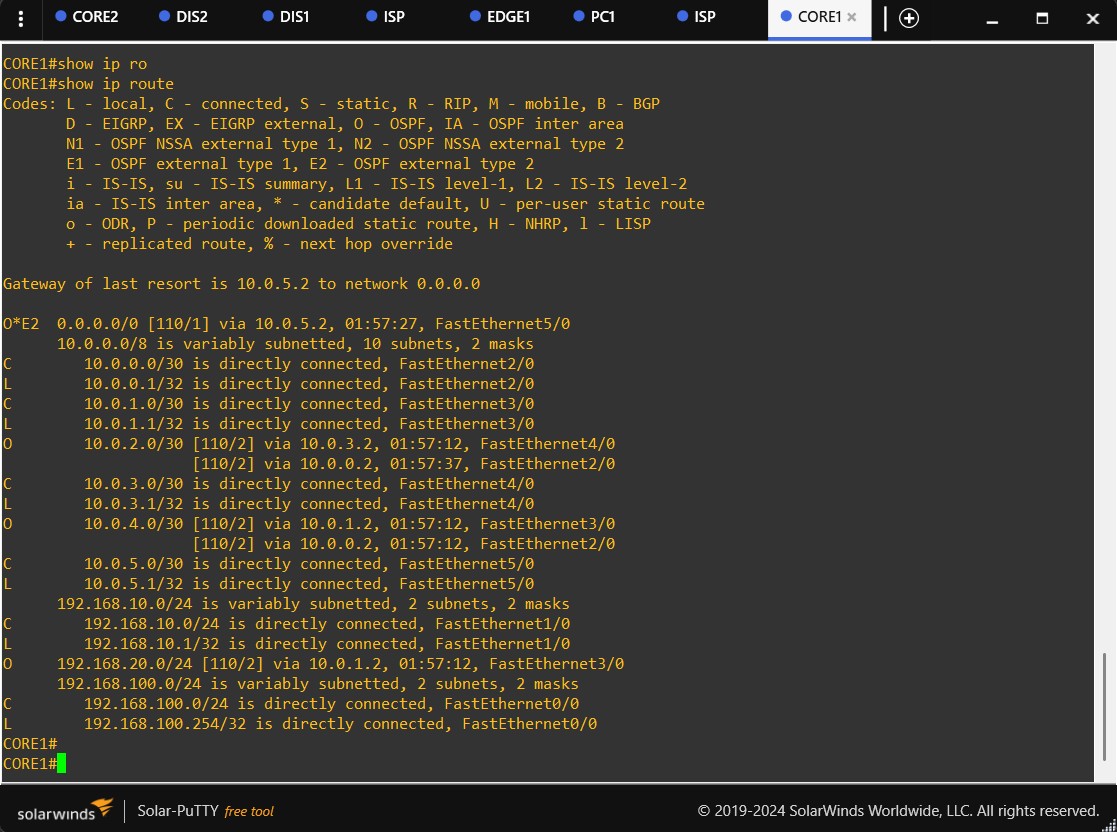 CORE2 DIS2 DIS1 ISP EDGE1 PC1 ISP CORE1
CORE1#show ip ro
CORE1#show ip route
Codes: L - local, C - connected, S - static, R - RIP, M - mobile, B - BGP
       D - EIGRP, EX - EIGRP external, O - OSPF, IA - OSPF inter area
       N1 - OSPF NSSA external type 1, N2 - OSPF NSSA external type 2
       E1 - OSPF external type 1, E2 - OSPF external type 2
       i - IS-IS, su - IS-IS summary, L1 - IS-IS level-1, L2 - IS-IS level-2
       ia - IS-IS inter area, * - candidate default, U - per-user static route
       o - ODR, P - periodic downloaded static route, H - NHRP, l - LISP
       + - replicated route, % - next hop override
Gateway of last resort is 10.0.5.2 to network 0.0.0.0
O*E2  0.0.0.0/0 [110/1] via 10.0.5.2, 01:57:27, FastEthernet5/0
      10.0.0.0/8 is variably subnetted, 10 subnets, 2 masks
C        10.0.0.0/30 is directly connected, FastEthernet2/0
L        10.0.0.1/32 is directly connected, FastEthernet2/0
C        10.0.1.0/30 is directly connected, FastEthernet3/0
L        10.0.1.1/32 is directly connected, FastEthernet3/0
O        10.0.2.0/30 [110/2] via 10.0.3.2, 01:57:12, FastEthernet4/0
                     [110/2] via 10.0.0.2, 01:57:37, FastEthernet2/0
C        10.0.3.0/30 is directly connected, FastEthernet4/0
L        10.0.3.1/32 is directly connected, FastEthernet4/0
O        10.0.4.0/30 [110/2] via 10.0.1.2, 01:57:12, FastEthernet3/0
                     [110/2] via 10.0.0.2, 01:57:12, FastEthernet2/0
C        10.0.5.0/30 is directly connected, FastEthernet5/0
L        10.0.5.1/32 is directly connected, FastEthernet5/0
      192.168.10.0/24 is variably subnetted, 2 subnets, 2 masks
C        192.168.10.0/24 is directly connected, FastEthernet1/0
L        192.168.10.1/32 is directly connected, FastEthernet1/0
O     192.168.20.0/24 [110/2] via 10.0.1.2, 01:57:12, FastEthernet3/0
      192.168.100.0/24 is variably subnetted, 2 subnets, 2 masks
C        192.168.100.0/24 is directly connected, FastEthernet0/0
L        192.168.100.254/32 is directly connected, FastEthernet0/0
CORE1#
CORE1#
solarwinds Solar-PuTTY free tool © 2019-2024 SolarWinds Worldwide, LLC. All rights reserved.